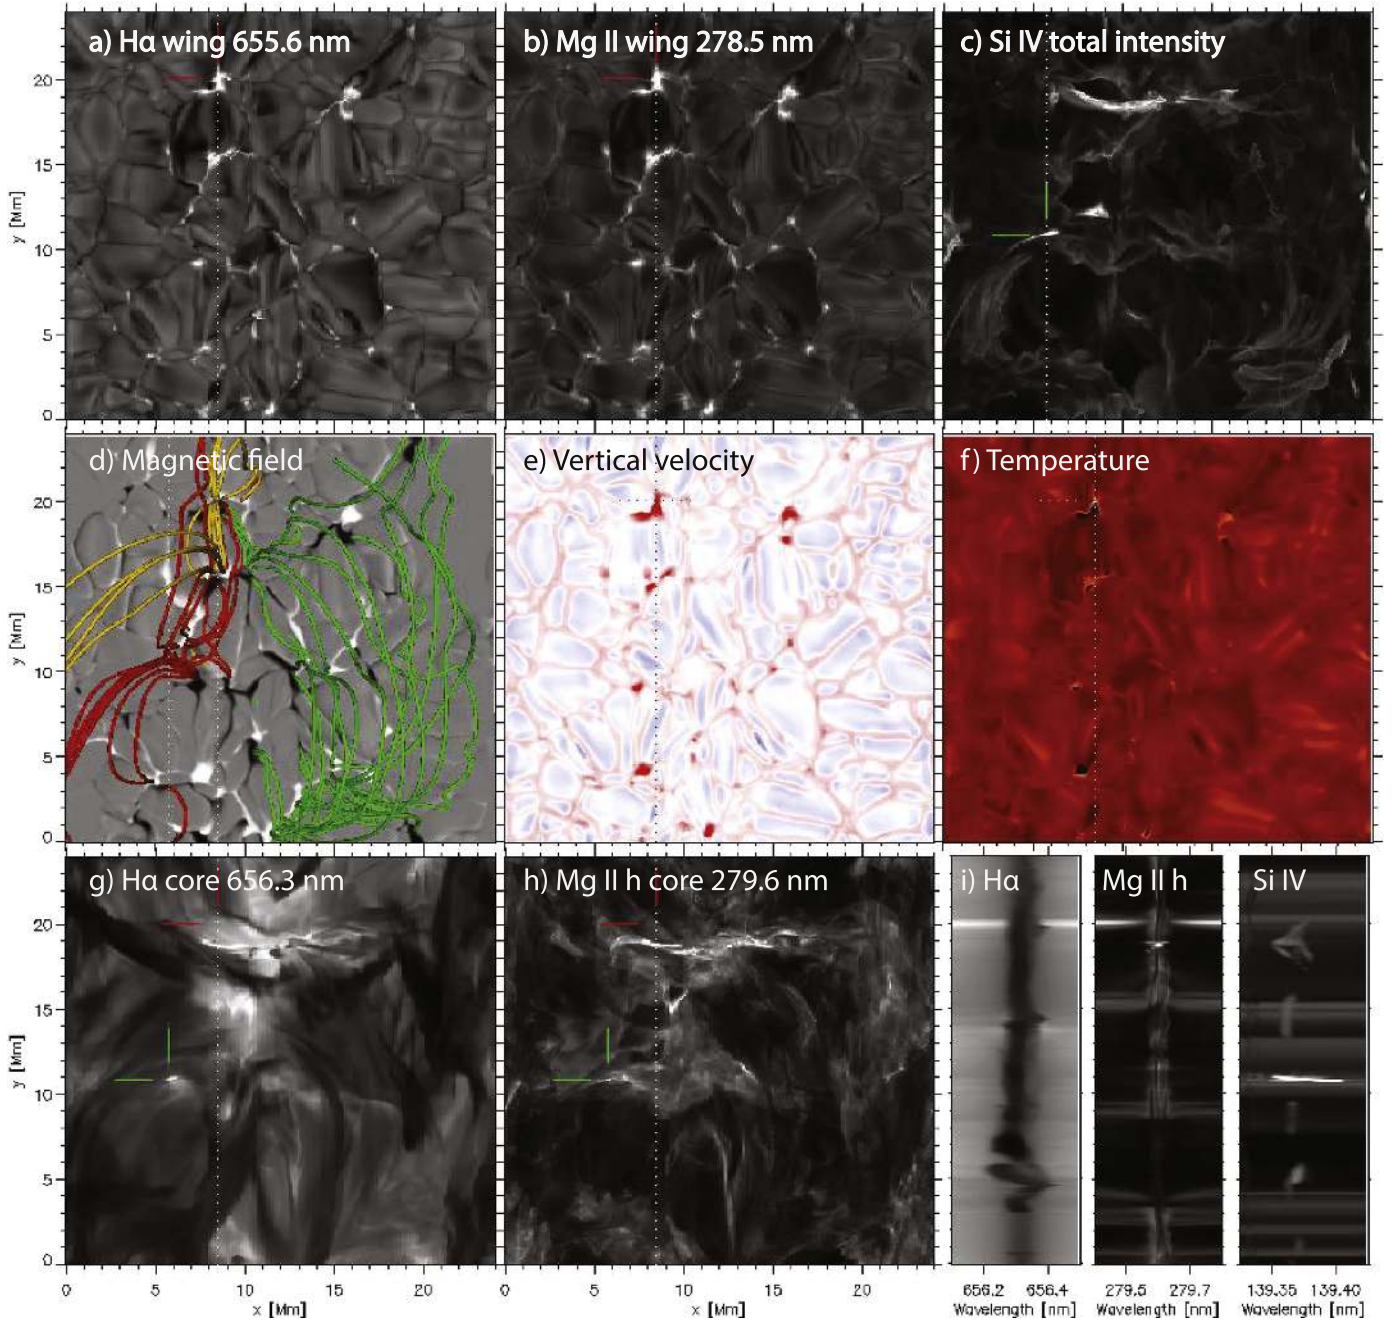 a) Hα wing 655.6 nm
b) Mg II wing 278.5 nm
c) Si IV total intensity
y [Mm]
20
15
10
5
0
d) Magnetic field
e) Vertical velocity
f) Temperature
y [Mm]
20
15
10
5
0
g) Hα core 656.3 nm
h) Mg II h core 279.6 nm
i) Hα
Mg II h
Si IV
y [Mm]
20
15
10
5
0
0 5 10 15 20
5 10 15 20
656.2 656.4
279.5 279.7
139.35 139.40
x [Mm]
x [Mm]
Wavelength [nm]
Wavelength [nm]
Wavelength [nm]